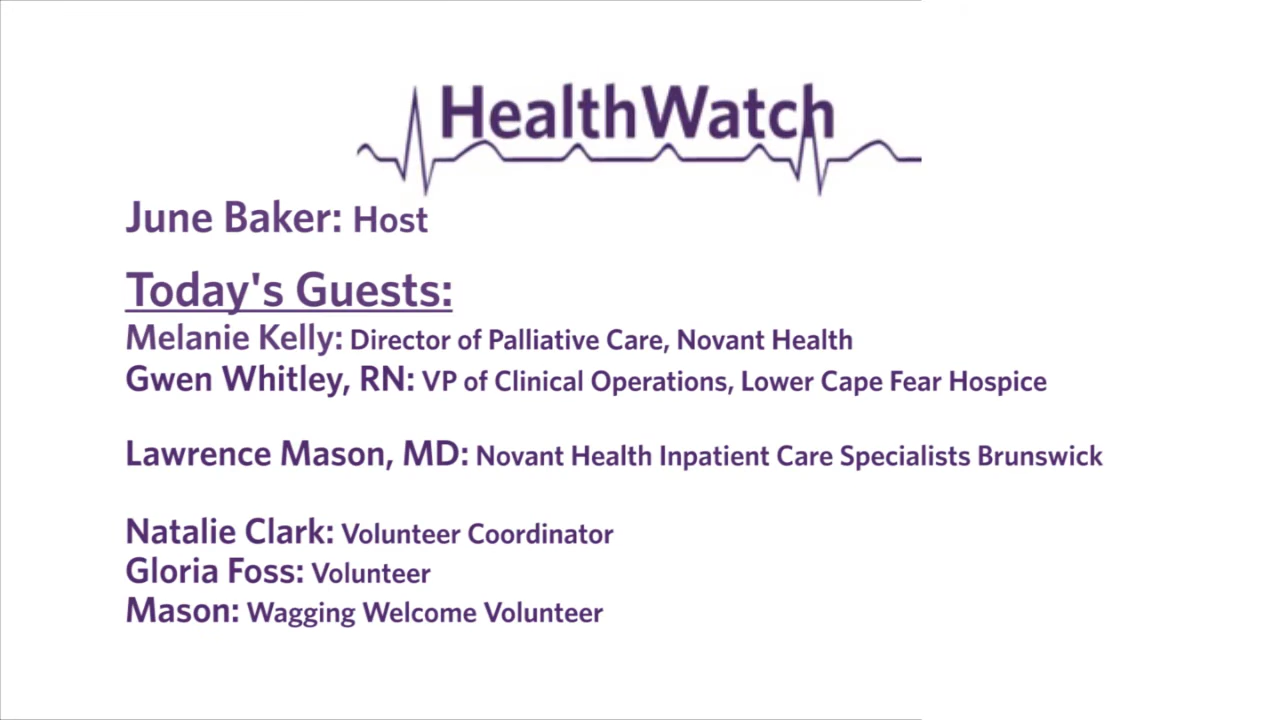 HealthWatch
June Baker: Host
Today's Guests:
Melanie Kelly: Director of Palliative Care, Novant Health
Gwen Whitley, RN: VP of Clinical Operations, Lower Cape Fear Hospice
Lawrence Mason, MD: Novant Health Inpatient Care Specialists Brunswick
Natalie Clark: Volunteer Coordinator
Gloria Foss: Volunteer
Mason: Wagging Welcome Volunteer